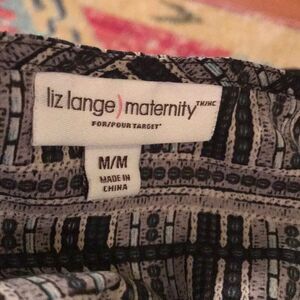 liz lange) maternity TM/MC
FOR/POUR TARGET*
M/M
MADE IN
CHINA